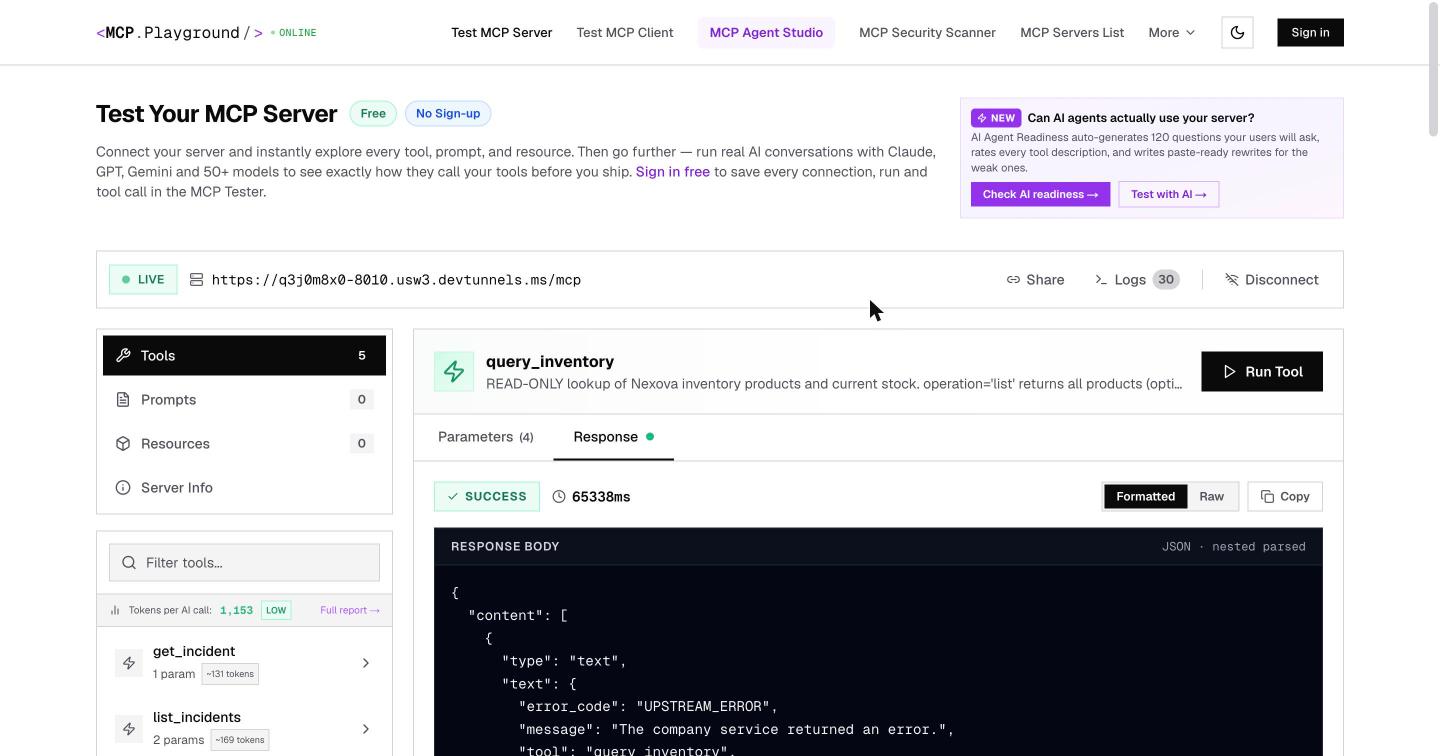 <MCP.Playground/> ONLINE
Test MCP Server
Test MCP Client
MCP Agent Studio
MCP Security Scanner
MCP Servers List
More
Sign in
Test Your MCP Server Free No Sign-up
Connect your server and instantly explore every tool, prompt, and resource. Then go further — run real AI conversations with Claude,
GPT, Gemini and 50+ models to see exactly how they call your tools before you ship. Sign in free to save every connection, run and
tool call in the MCP Tester.
NEW Can AI agents actually use your server?
AI Agent Readiness auto-generates 120 questions your users will ask,
rates every tool description, and writes paste-ready rewrites for the
weak ones.
Check AI readiness →
Test with AI →
LIVE https://q3j0m8x0-8010.usw3.devtunnels.ms/mcp
Share
Logs 30
Disconnect
Tools 5
Prompts 0
Resources 0
Server Info
Filter tools...
Tokens per AI call: 1,153 LOW Full report →
get_incident
1 param ~131 tokens
list_incidents
2 params ~169 tokens
query_inventory
READ-ONLY lookup of Nexova inventory products and current stock. operation='list' returns all products (opti...
Run Tool
Parameters (4)
Response
SUCCESS 65338ms
Formatted
Raw
Copy
RESPONSE BODY JSON · nested parsed
{
"content": [
{
"type": "text",
"text": {
"error_code": "UPSTREAM_ERROR",
"message": "The company service returned an error.",
"tool": "query_inventory",